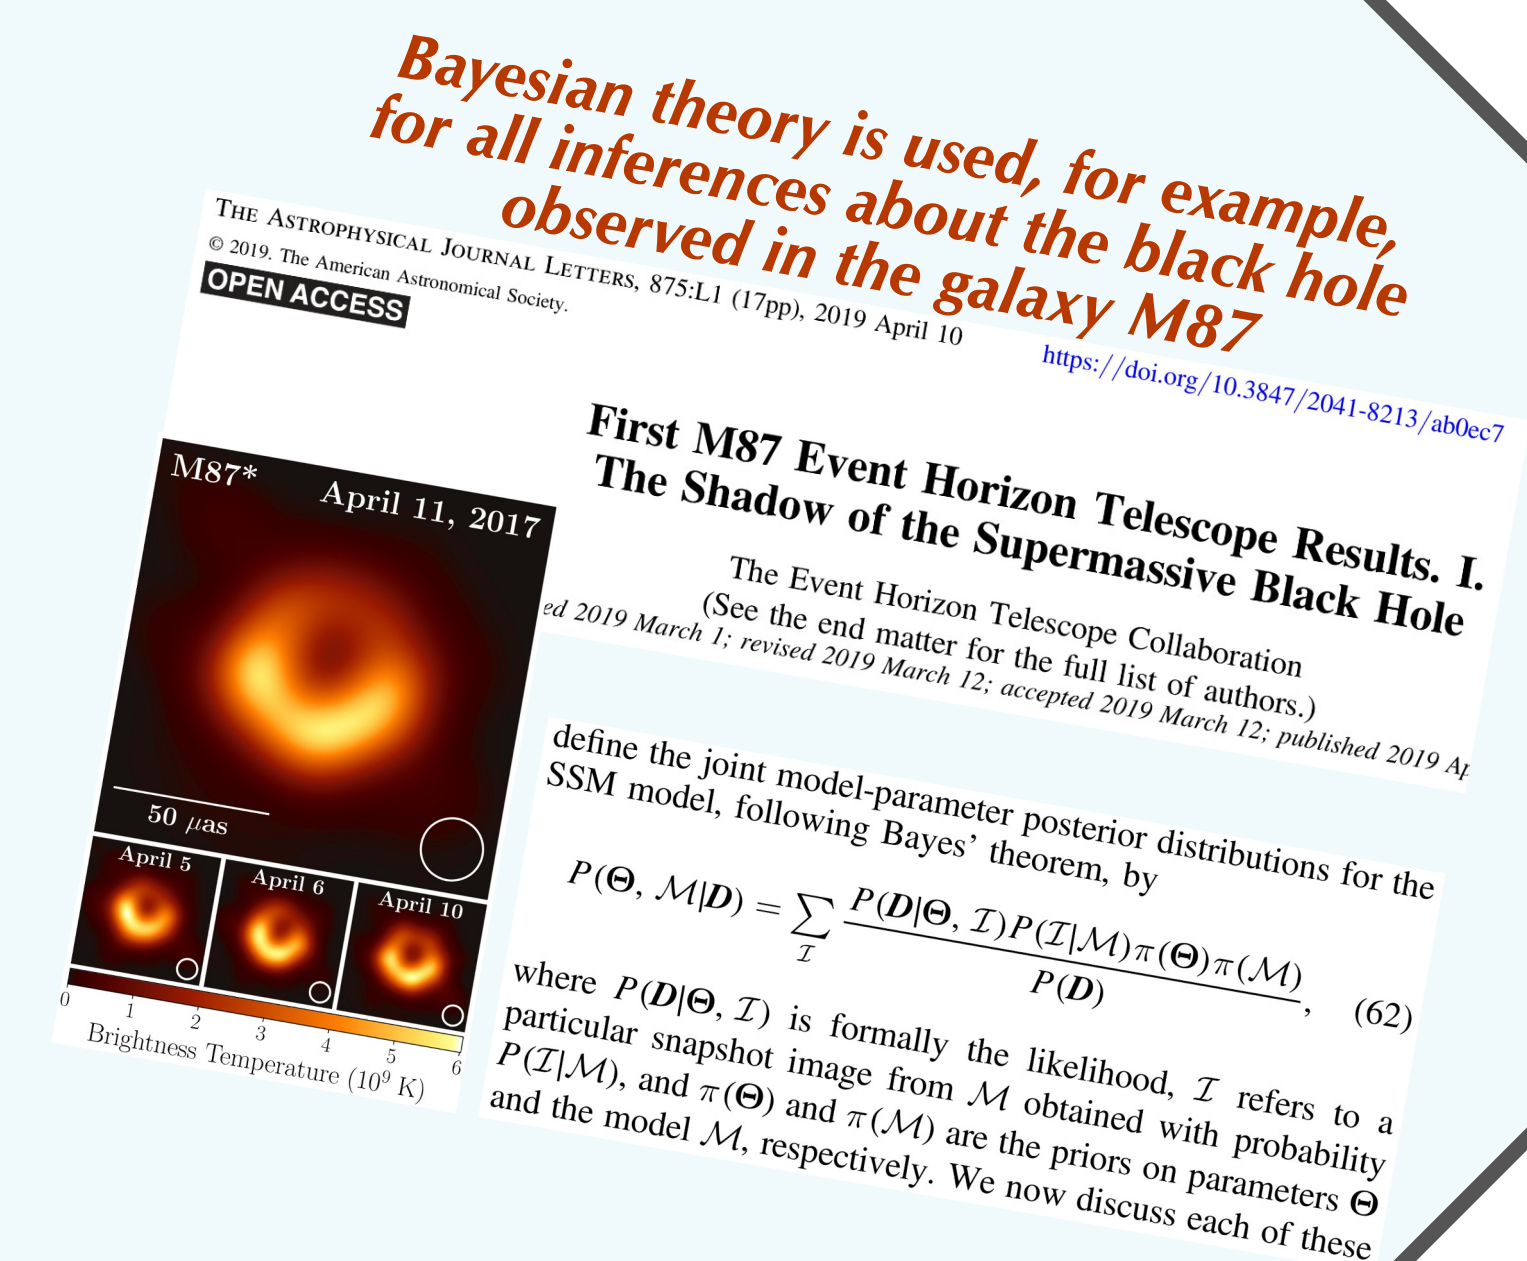 Bayesian theory is used, for example,
for all inferences about the black hole
observed in the galaxy M87
THE ASTROPHYSICAL JOURNAL LETTERS, 875:L1 (17pp), 2019 April 10
© 2019. The American Astronomical Society.
OPEN ACCESS
https://doi.org/10.3847/2041-8213/ab0ec7
First M87 Event Horizon Telescope Results. I.
The Shadow of the Supermassive Black Hole
The Event Horizon Telescope Collaboration
(See the end matter for the full list of authors.)
ed 2019 March 1; revised 2019 March 12; accepted 2019 March 12; published 2019 Ap
M87* April 11, 2017
50 μas
April 5 April 6 April 10
0 1 2 3 4 5 6
Brightness Temperature (10⁹ K)
define the joint model-parameter posterior distributions for the
SSM model, following Bayes' theorem, by
P(Θ, ℳ|D) = ∑_ℐ P(D|Θ, ℐ)P(ℐ|ℳ)π(Θ)π(ℳ) / P(D), (62)
where P(D|Θ, ℐ) is formally the likelihood, ℐ refers to a
particular snapshot image from ℳ obtained with probability
P(ℐ|ℳ), and π(Θ) and π(ℳ) are the priors on parameters Θ
and the model ℳ, respectively. We now discuss each of these